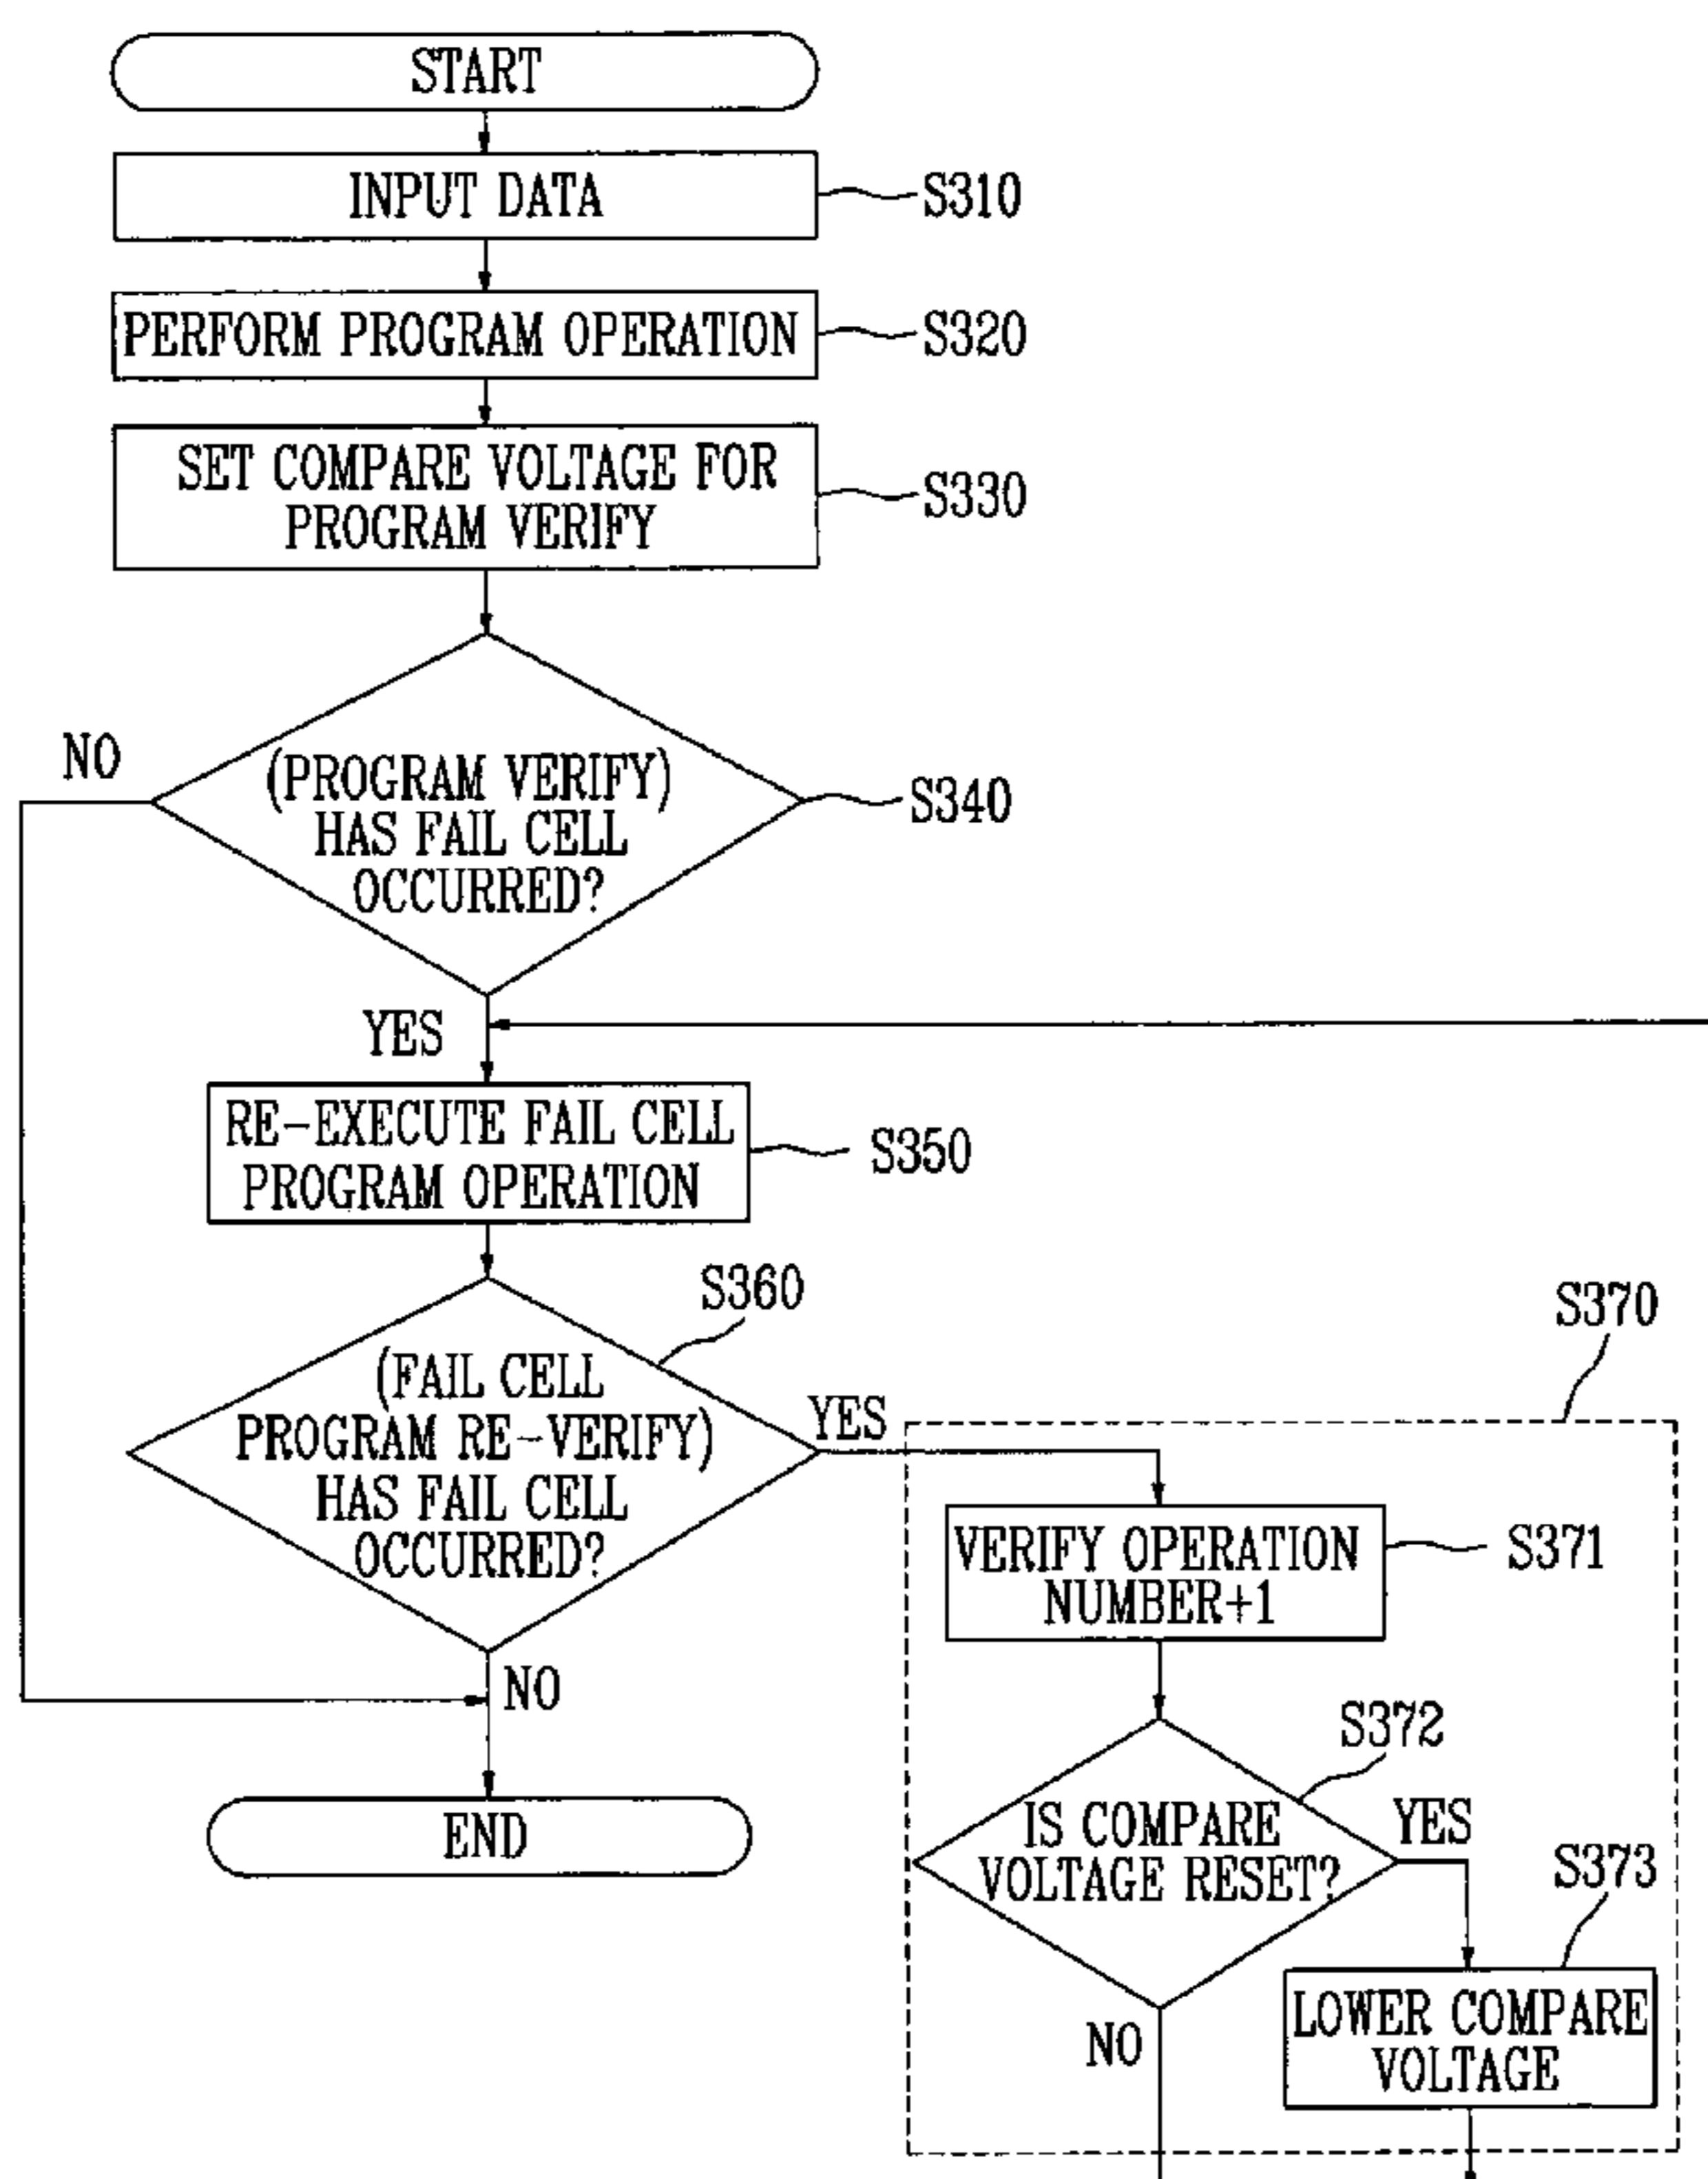 START
INPUT DATA
S310
PERFORM PROGRAM OPERATION
S320
SET COMPARE VOLTAGE FOR
PROGRAM VERIFY
S330
NO
(PROGRAM VERIFY)
HAS FAIL CELL
OCCURRED?
S340
YES
RE-EXECUTE FAIL CELL
PROGRAM OPERATION
S350
S360
(FAIL CELL
PROGRAM RE-VERIFY)
HAS FAIL CELL
OCCURRED?
YES
NO
END
S370
VERIFY OPERATION
NUMBER+1
S371
S372
IS COMPARE
VOLTAGE RESET?
YES
NO
S373
LOWER COMPARE
VOLTAGE